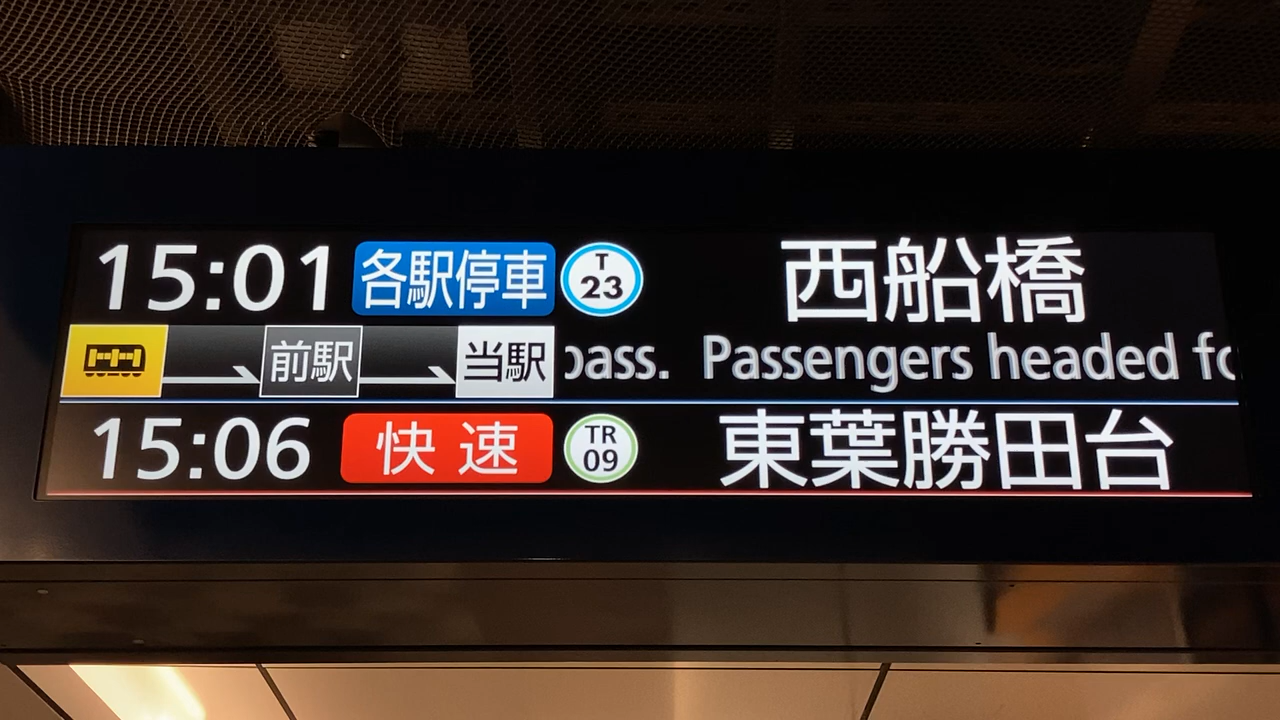 15:01 各駅停車 T 23 西船橋
前駅 当駅 pass. Passengers headed
15:06 快速 TR 09 東葉勝田台